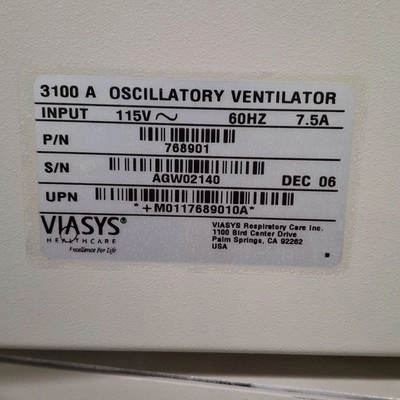 3100 A OSCILLATORY VENTILATOR
INPUT 115V ~ 60HZ 7.5A
P/N
768901
S/N
AGW02140 DEC 06
UPN
*+M0117689010A*
VIASYS®
HEALTHCARE
Excellence For Life
VIASYS Respiratory Care Inc.
1100 Bird Center Drive
Palm Springs, CA 92262
USA